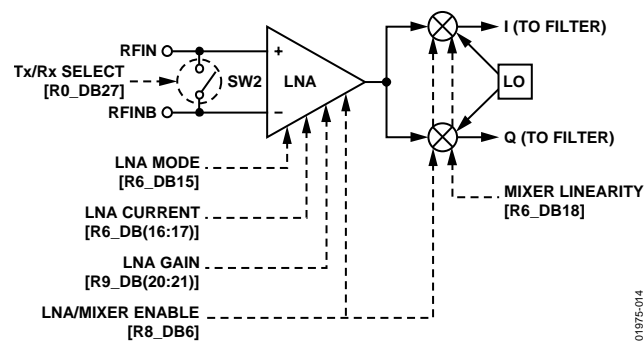 RFIN
+
I (TO FILTER)
Tx/Rx SELECT
[R0_DB27]
SW2
LNA
LO
RFINB
–
Q (TO FILTER)
LNA MODE
[R6_DB15]
MIXER LINEARITY
[R6_DB18]
LNA CURRENT
[R6_DB(16:17)]
LNA GAIN
[R9_DB(20:21)]
LNA/MIXER ENABLE
[R8_DB6]
01975-014